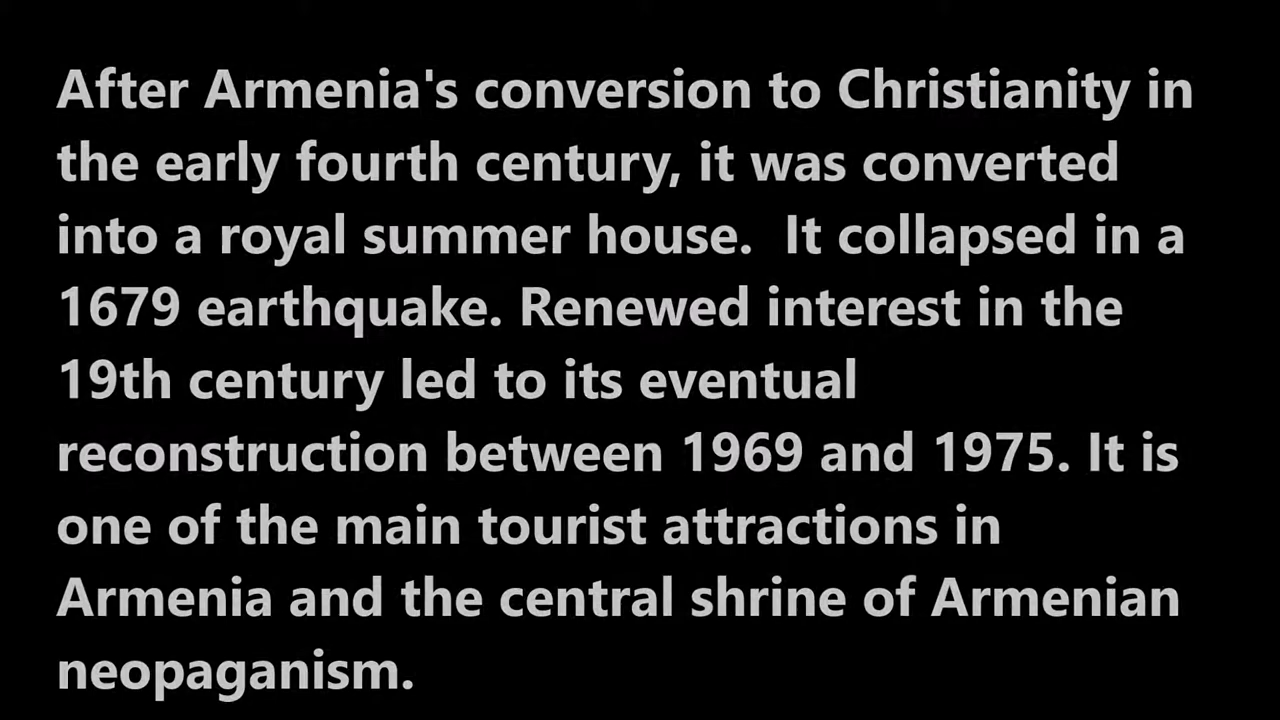 After Armenia's conversion to Christianity in
the early fourth century, it was converted
into a royal summer house.  It collapsed in a
1679 earthquake. Renewed interest in the
19th century led to its eventual
reconstruction between 1969 and 1975. It is
one of the main tourist attractions in
Armenia and the central shrine of Armenian
neopaganism.